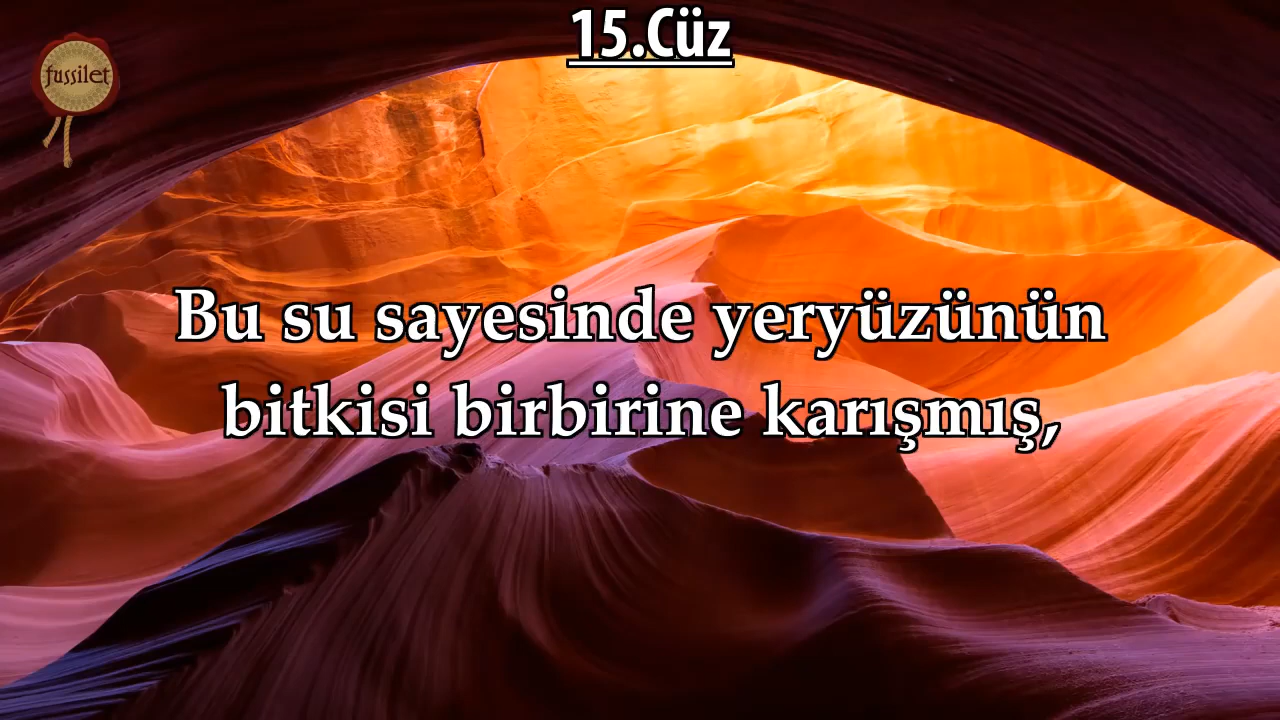 15.Cüz
fussilet
Bu su sayesinde yeryüzünün
bitkisi birbirine karışmış,